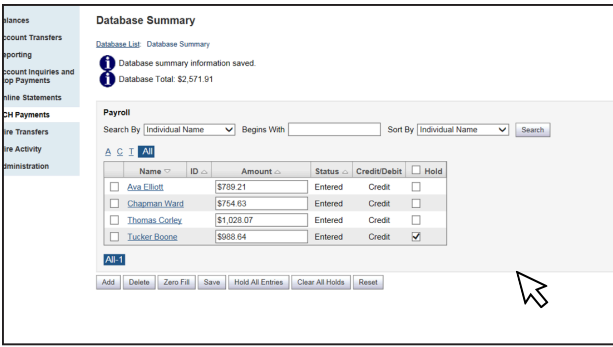 Database Summary
alances
ccount Transfers
Database List Database Summary
eporting
Database summary information saved.
ccount Inquiries and
top Payments
Database Total: $2,571.91
nline Statements
CH Payments
Payroll
ire Transfers
Search By Individual Name Begins With Sort By Individual Name Search
ire Activity
A C T All
dministration
Name ID Amount Status Credit/Debit Hold
Ava Elliott $789.21 Entered Credit
Chapman Ward $754.63 Entered Credit
Thomas Corley $1,028.07 Entered Credit
Tucker Boone $988.64 Entered Credit
All-1
Add Delete Zero Fill Save Hold All Entries Clear All Holds Reset